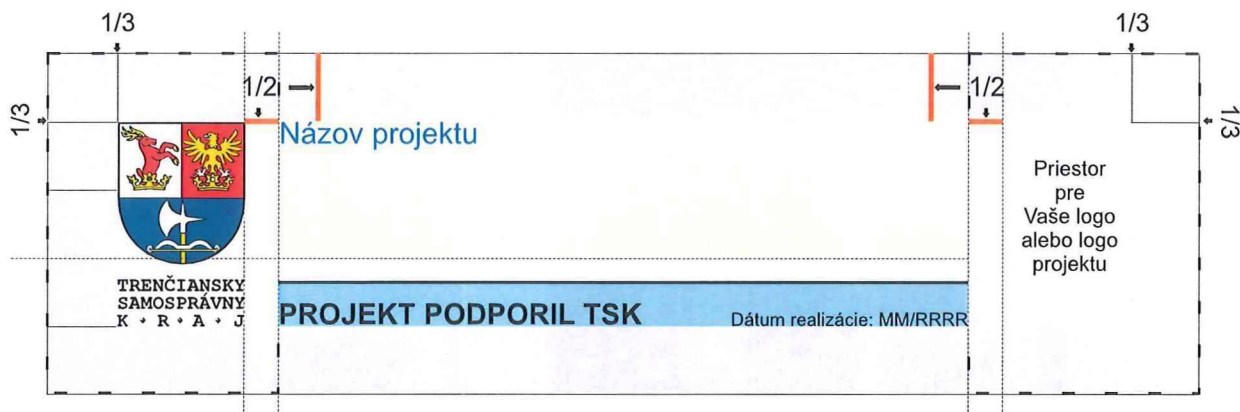 1/3
1/3
1/2
1/2
1/3
1/3
Názov projektu
Priestor
pre
Vaše logo
alebo logo
projektu
TRENČIANSKY
SAMOSPRÁVNY
K • R • A • J
PROJEKT PODPORIL TSK
Dátum realizácie: MM/RRRR